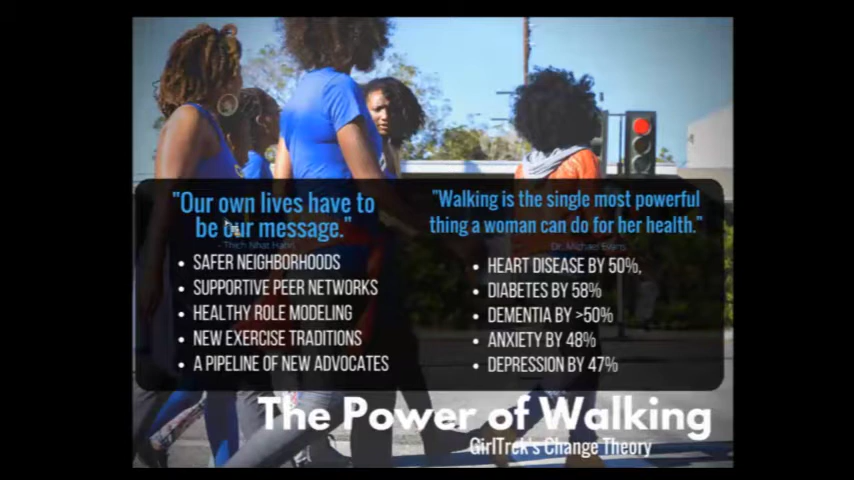 "Our own lives have to
be our message."
- Thich Nhat Hahn
SAFER NEIGHBORHOODS
SUPPORTIVE PEER NETWORKS
HEALTHY ROLE MODELING
NEW EXERCISE TRADITIONS
A PIPELINE OF NEW ADVOCATES
"Walking is the single most powerful
thing a woman can do for her health."
Dr. Michael Evans
HEART DISEASE BY 50%,
DIABETES BY 58%
DEMENTIA BY >50%
ANXIETY BY 48%
DEPRESSION BY 47%
The Power of Walking
GirlTrek's Change Theory